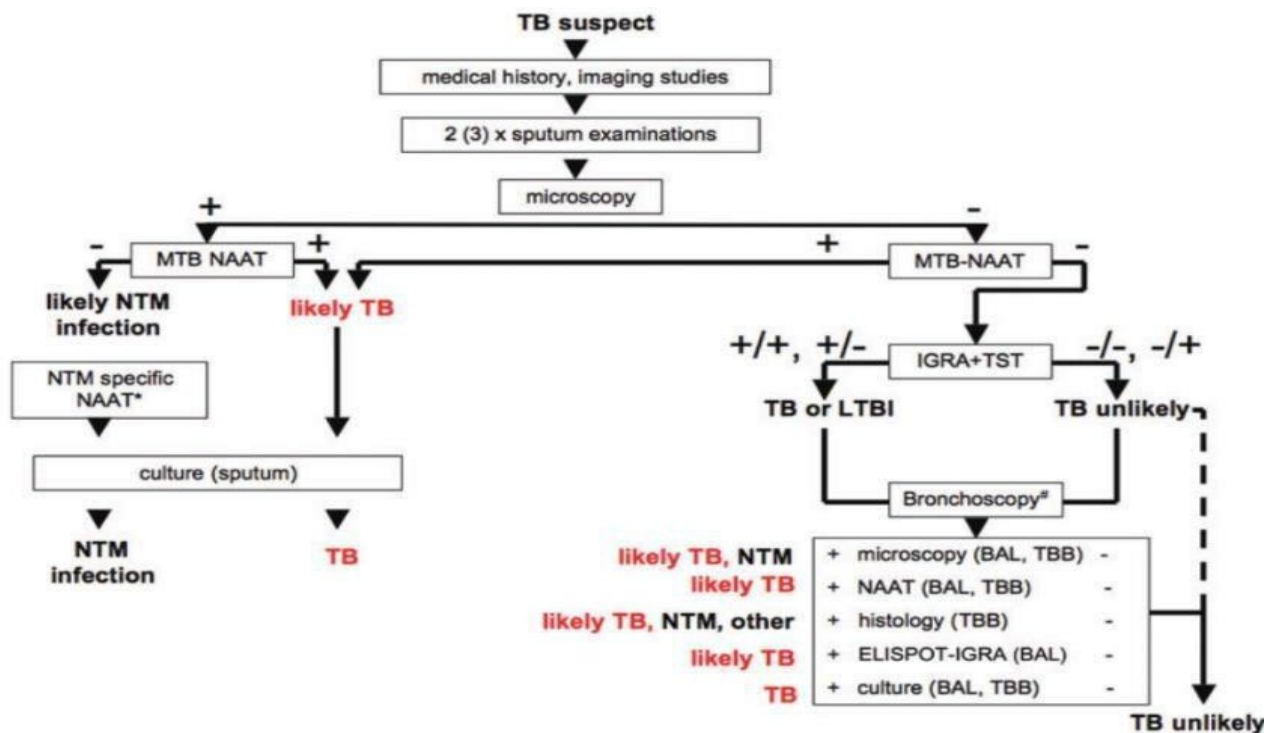 TB suspect
medical history, imaging studies
2 (3) x sputum examinations
microscopy
+
-
-
MTB NAAT
+
+
MTB-NAAT
-
likely NTM
infection
likely TB
+/+, +/-
IGRA+TST
-/-, -/+
NTM specific
NAAT*
TB or LTBI
TB unlikely
culture (sputum)
Bronchoscopy#
NTM
infection
TB
likely TB, NTM + microscopy (BAL, TBB) -
likely TB + NAAT (BAL, TBB) -
likely TB, NTM, other + histology (TBB) -
likely TB + ELISPOT-IGRA (BAL) -
TB + culture (BAL, TBB) -
TB unlikely